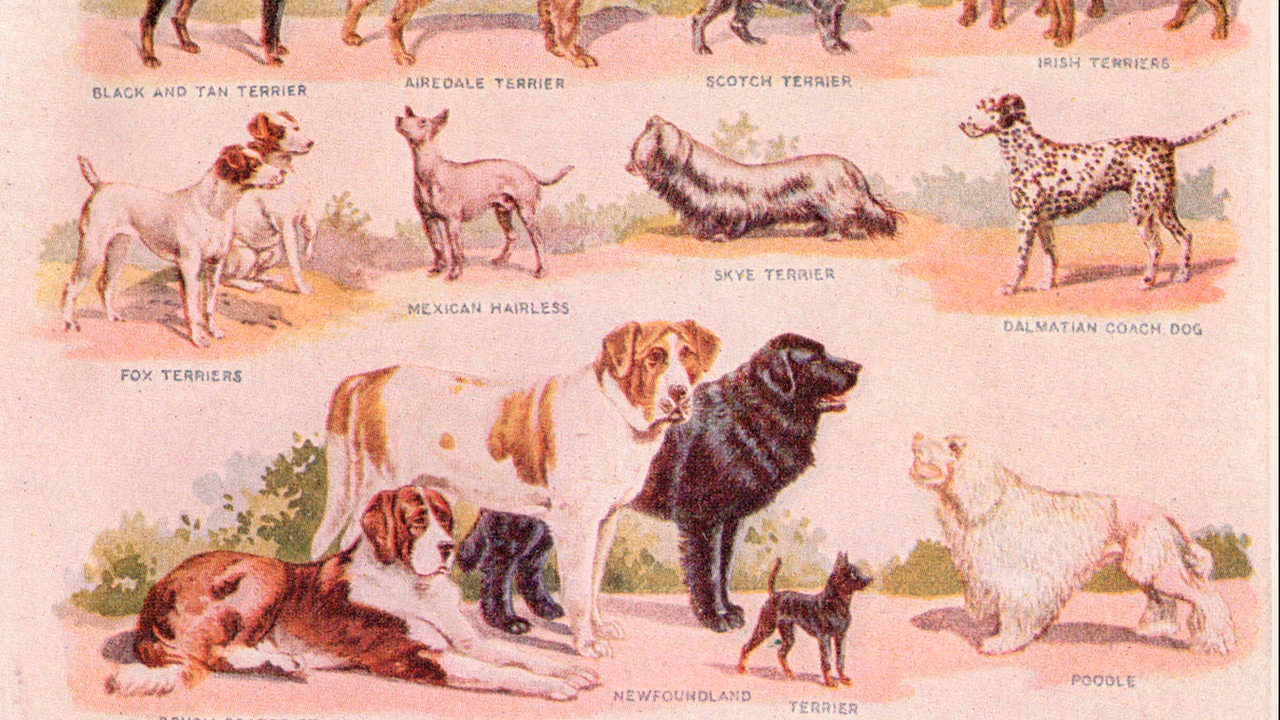 BLACK AND TAN TERRIER
AIREDALE TERRIER
SCOTCH TERRIER
IRISH TERRIERS
FOX TERRIERS
MEXICAN HAIRLESS
SKYE TERRIER
DALMATIAN COACH DOG
NEWFOUNDLAND
TERRIER
POODLE